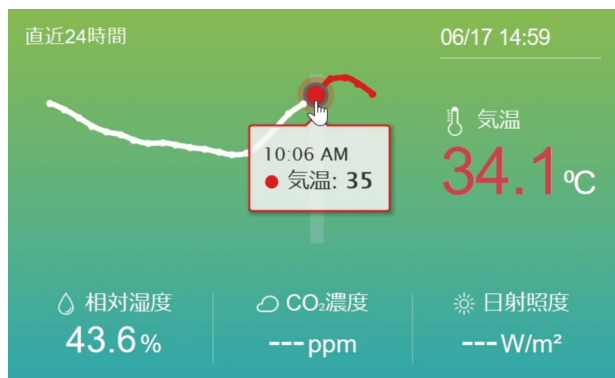 直近24時間
06/17 14:59
気温
34.1℃
10:06 AM
気温: 35
相対湿度
43.6%
CO₂濃度
---ppm
日射照度
---W/m²